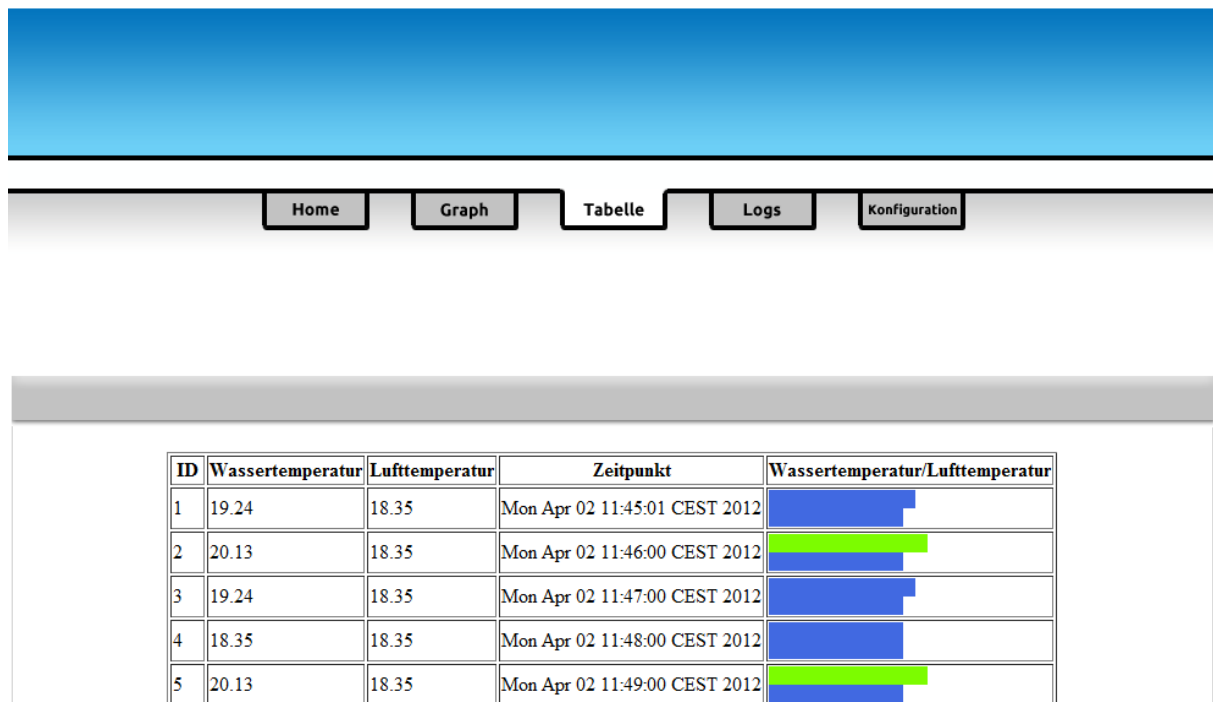 Home Graph Tabelle Logs Konfiguration
ID Wassertemperatur Lufttemperatur Zeitpunkt Wassertemperatur/Lufttemperatur
1 19.24 18.35 Mon Apr 02 11:45:01 CEST 2012
2 20.13 18.35 Mon Apr 02 11:46:00 CEST 2012
3 19.24 18.35 Mon Apr 02 11:47:00 CEST 2012
4 18.35 18.35 Mon Apr 02 11:48:00 CEST 2012
5 20.13 18.35 Mon Apr 02 11:49:00 CEST 2012